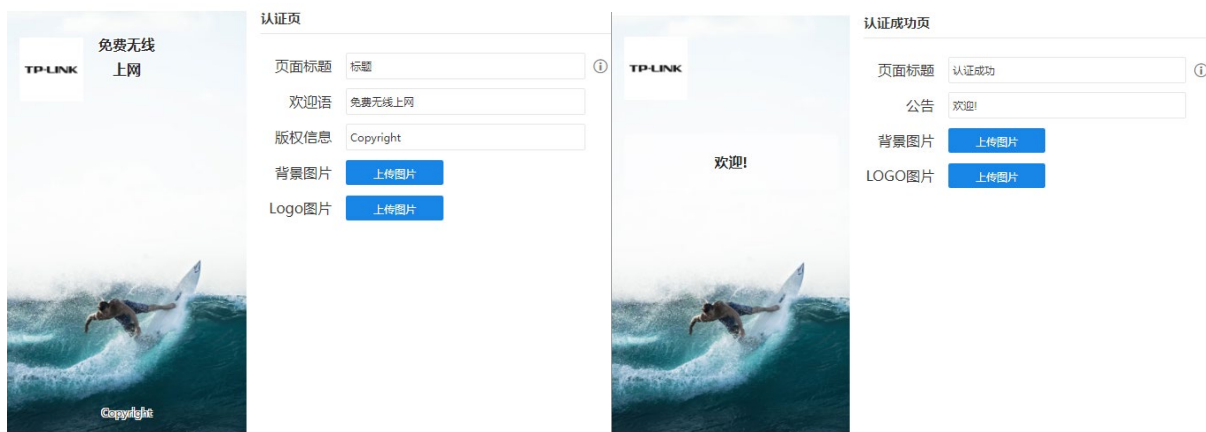 TP-LINK
免费无线
上网
Copyright
认证页
页面标题 标题
欢迎语 免费无线上网
版权信息 Copyright
背景图片 上传图片
Logo图片 上传图片
TP-LINK
欢迎!
认证成功页
页面标题 认证成功
公告 欢迎!
背景图片 上传图片
LOGO图片 上传图片